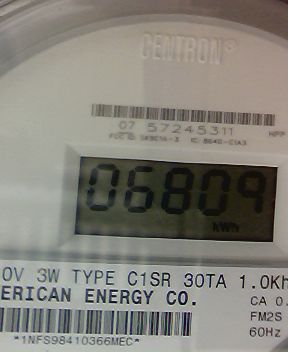 CENTRON®
07 57245311
HPP
06809
kWh
0V 3W TYPE C1SR 30TA 1.0Kh
ERICAN ENERGY CO.
CA 0.
FM2S
60Hz
*1NFS98410366MEC*